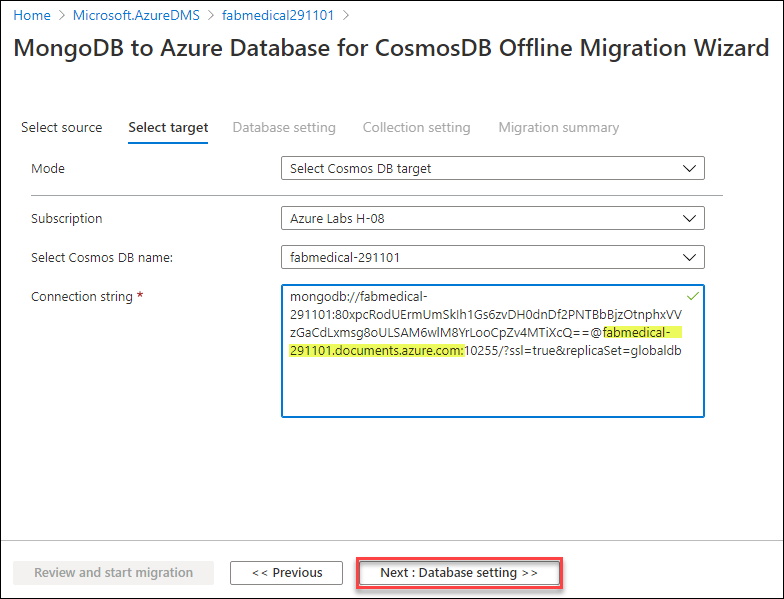 Home > Microsoft.AzureDMS > fabmedical291101 >
MongoDB to Azure Database for CosmosDB Offline Migration Wizard
Select source Select target Database setting Collection setting Migration summary
Mode Select Cosmos DB target
Subscription Azure Labs H-08
Select Cosmos DB name: fabmedical-291101
Connection string * mongodb://fabmedical-
291101:80xpcRodUErmUmSkIh1Gs6zvDH0dnDf2PNTBbBjzOtnphxVV
zGaCdLxmsg8oULSAM6wlM8YrLooCpZv4MTiXcQ==@fabmedical-
291101.documents.azure.com:10255/?ssl=true&replicaSet=globaldb
Review and start migration << Previous Next : Database setting >>